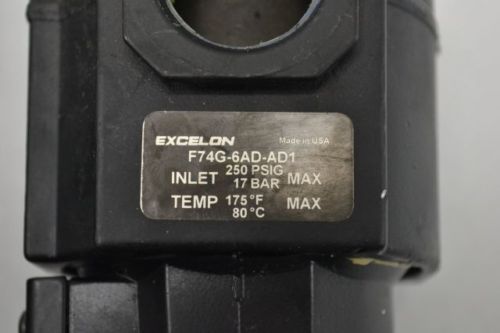 EXCELON Made in USA
F74G-6AD-AD1
INLET 250 PSIG 17 BAR MAX
TEMP 175°F 80°C MAX